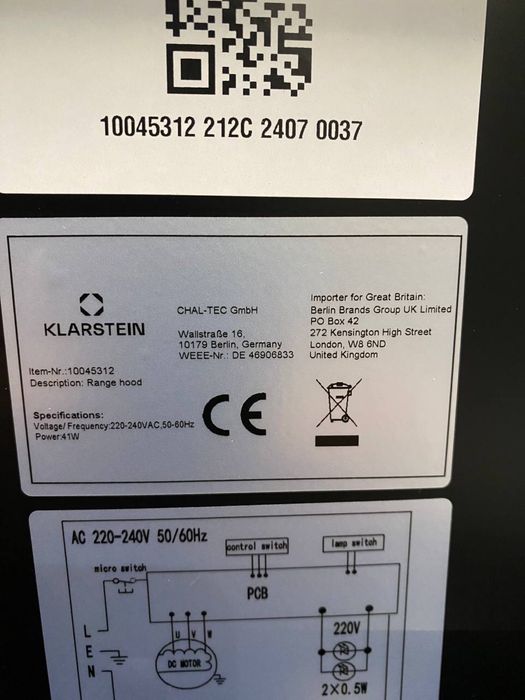 10045312 212C 2407 0037
KLARSTEIN
CHAL-TEC GmbH
Wallstraße 16,
10179 Berlin, Germany
WEEE-Nr.: DE 46906833
Importer for Great Britain:
Berlin Brands Group UK Limited
PO Box 42
272 Kensington High Street
London, W8 6ND
United Kingdom
Item-Nr.:10045312
Description: Range hood
Specifications:
Voltage/ Frequency:220-240VAC,50-60Hz
Power:41W
CE
AC 220-240V 50/60Hz
control switch
lamp switch
micro switch
PCB
U V W
220V
L
E
N
DC MOTOR
2×0.5W